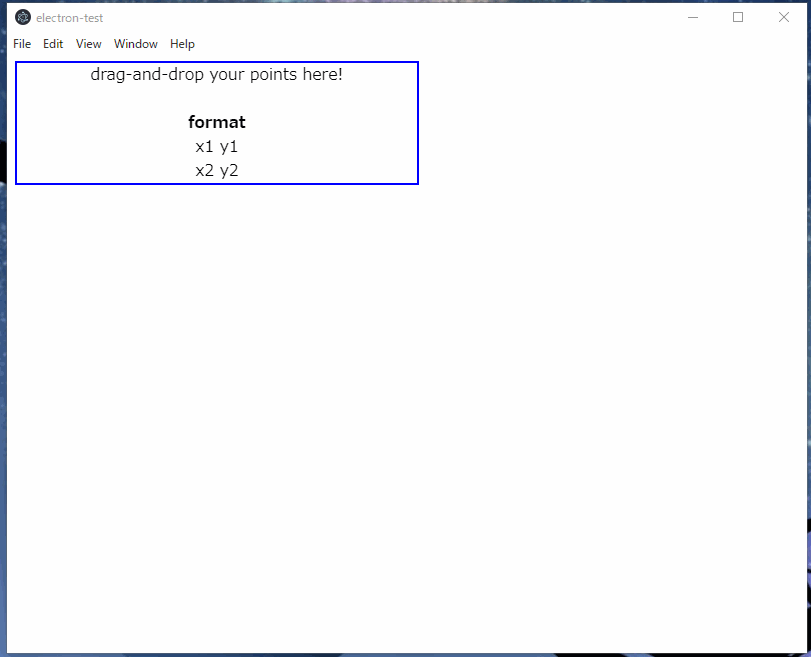 electron-test
File Edit View Window Help
drag-and-drop your points here!
format
x1 y1
x2 y2